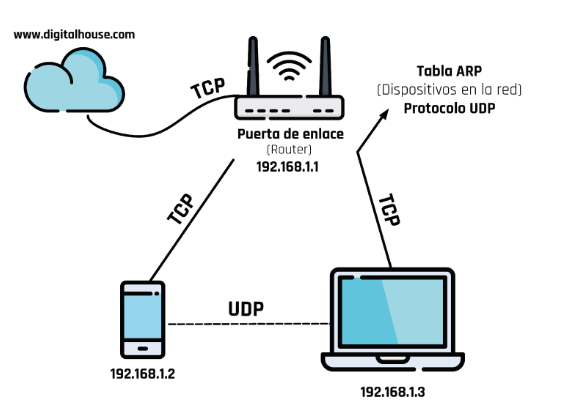 www.digitalhouse.com
TCP
Puerta de enlace
(Router)
192.168.1.1
Tabla ARP
(Dispositivos en la red)
Protocolo UDP
TCP
TCP
UDP
192.168.1.2
192.168.1.3